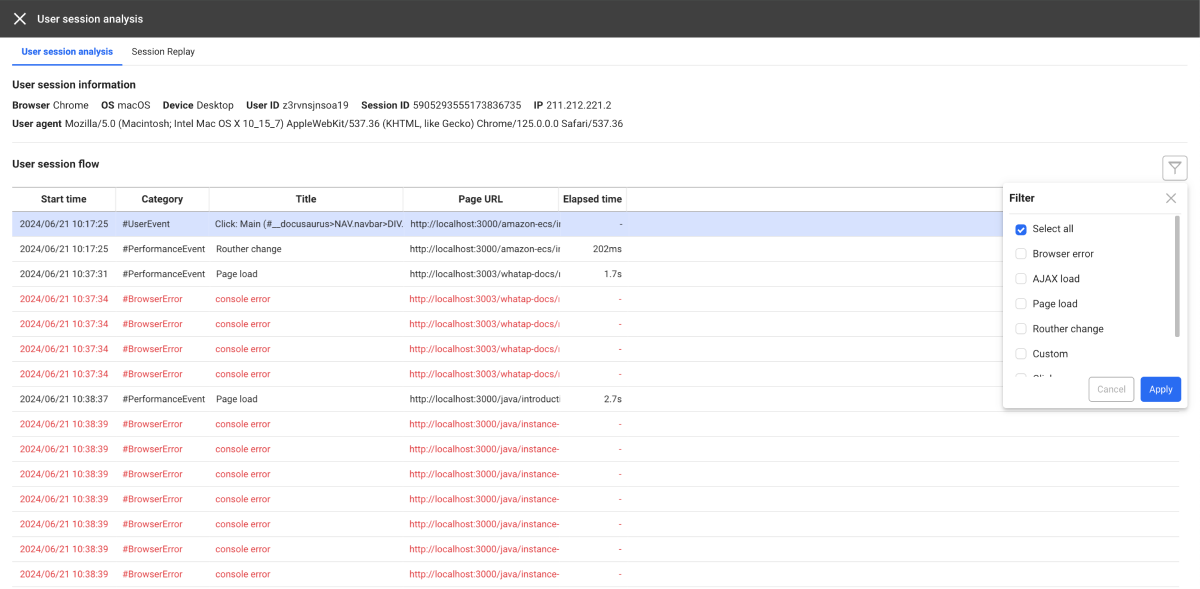 User session analysis
User session analysis Session Replay
User session information
Browser Chrome OS macOS Device Desktop User ID z3rvnsjnsoa19 Session ID 5905293555173836735 IP 211.212.221.2
User agent Mozilla/5.0 (Macintosh; Intel Mac OS X 10_15_7) AppleWebKit/537.36 (KHTML, like Gecko) Chrome/125.0.0.0 Safari/537.36
User session flow
Start time Category Title Page URL Elapsed time
2024/06/21 10:17:25 #UserEvent Click: Main (#__docusaurus>NAV.navbar>DIV. http://localhost:3000/amazon-ecs/ii -
2024/06/21 10:17:25 #PerformanceEvent Routher change http://localhost:3000/amazon-ecs/ii 202ms
2024/06/21 10:37:31 #PerformanceEvent Page load http://localhost:3003/whatap-docs/ 1.7s
2024/06/21 10:37:34 #BrowserError console error http://localhost:3003/whatap-docs/ -
2024/06/21 10:37:34 #BrowserError console error http://localhost:3003/whatap-docs/ -
2024/06/21 10:37:34 #BrowserError console error http://localhost:3003/whatap-docs/ -
2024/06/21 10:37:34 #BrowserError console error http://localhost:3003/whatap-docs/ -
2024/06/21 10:38:37 #PerformanceEvent Page load http://localhost:3000/java/introducti 2.7s
2024/06/21 10:38:39 #BrowserError console error http://localhost:3000/java/instance- -
2024/06/21 10:38:39 #BrowserError console error http://localhost:3000/java/instance- -
2024/06/21 10:38:39 #BrowserError console error http://localhost:3000/java/instance- -
2024/06/21 10:38:39 #BrowserError console error http://localhost:3000/java/instance- -
2024/06/21 10:38:39 #BrowserError console error http://localhost:3000/java/instance- -
2024/06/21 10:38:39 #BrowserError console error http://localhost:3000/java/instance- -
2024/06/21 10:38:39 #BrowserError console error http://localhost:3000/java/instance- -
Filter
Select all
Browser error
AJAX load
Page load
Routher change
Custom
Cancel Apply